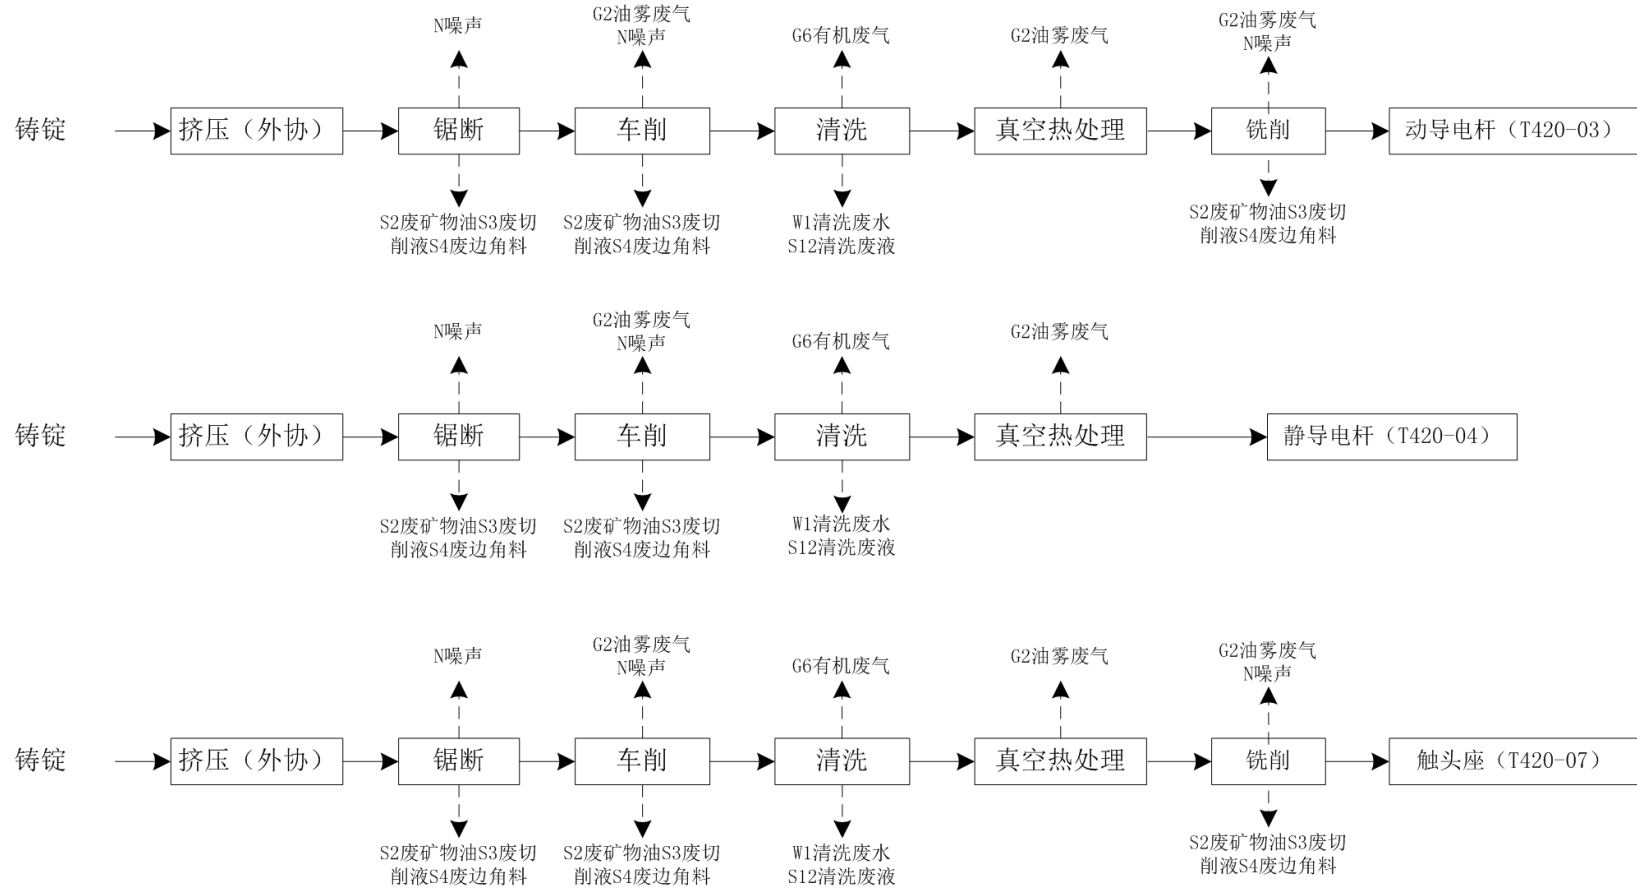 N噪声
G2油雾废气
N噪声
G6有机废气
G2油雾废气
G2油雾废气
N噪声
铸锭
挤压（外协）
锯断
车削
清洗
真空热处理
铣削
动导电杆（T420-03）
S2废矿物油S3废切
削液S4废边角料
S2废矿物油S3废切
削液S4废边角料
W1清洗废水
S12清洗废液
S2废矿物油S3废切
削液S4废边角料
N噪声
G2油雾废气
N噪声
G6有机废气
G2油雾废气
铸锭
挤压（外协）
锯断
车削
清洗
真空热处理
静导电杆（T420-04）
S2废矿物油S3废切
削液S4废边角料
S2废矿物油S3废切
削液S4废边角料
W1清洗废水
S12清洗废液
N噪声
G2油雾废气
N噪声
G6有机废气
G2油雾废气
G2油雾废气
N噪声
铸锭
挤压（外协）
锯断
车削
清洗
真空热处理
铣削
触头座（T420-07）
S2废矿物油S3废切
削液S4废边角料
S2废矿物油S3废切
削液S4废边角料
W1清洗废水
S12清洗废液
S2废矿物油S3废切
削液S4废边角料